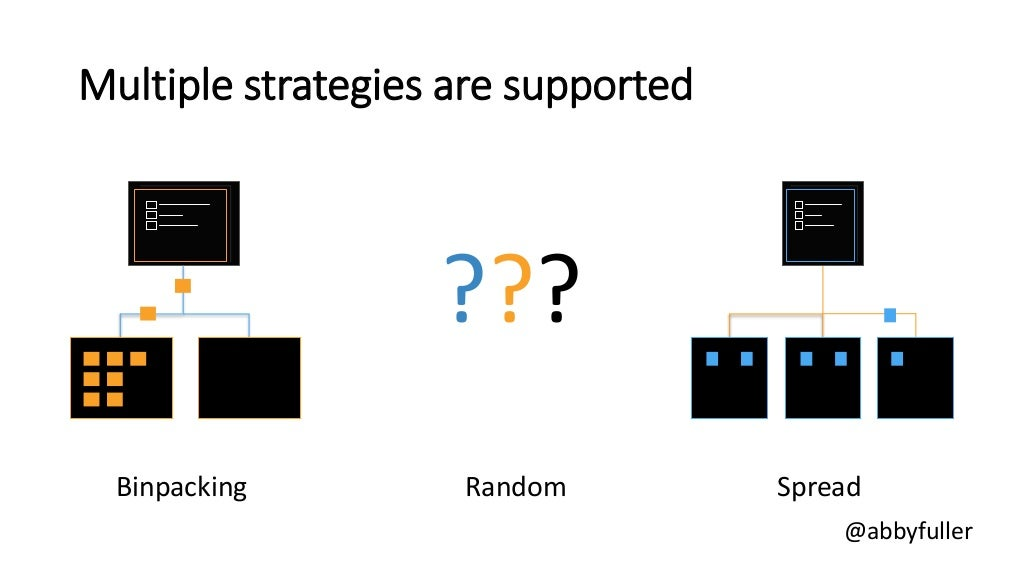 Multiple strategies are supported
???
Binpacking
Random
Spread
@abbyfuller